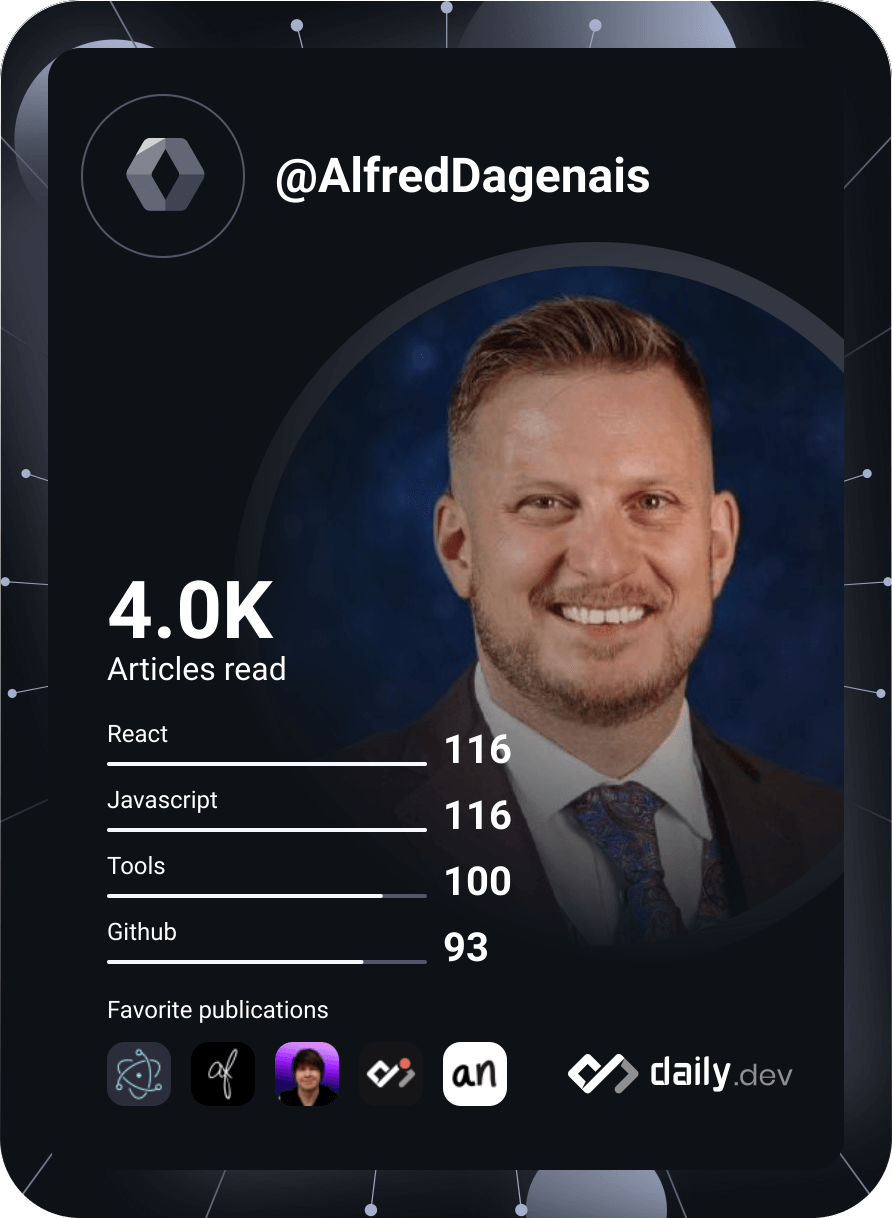 @AlfredDagenais
4.0K
Articles read
React
116
Javascript
116
Tools
100
Github
93
Favorite publications
af
an
daily.dev